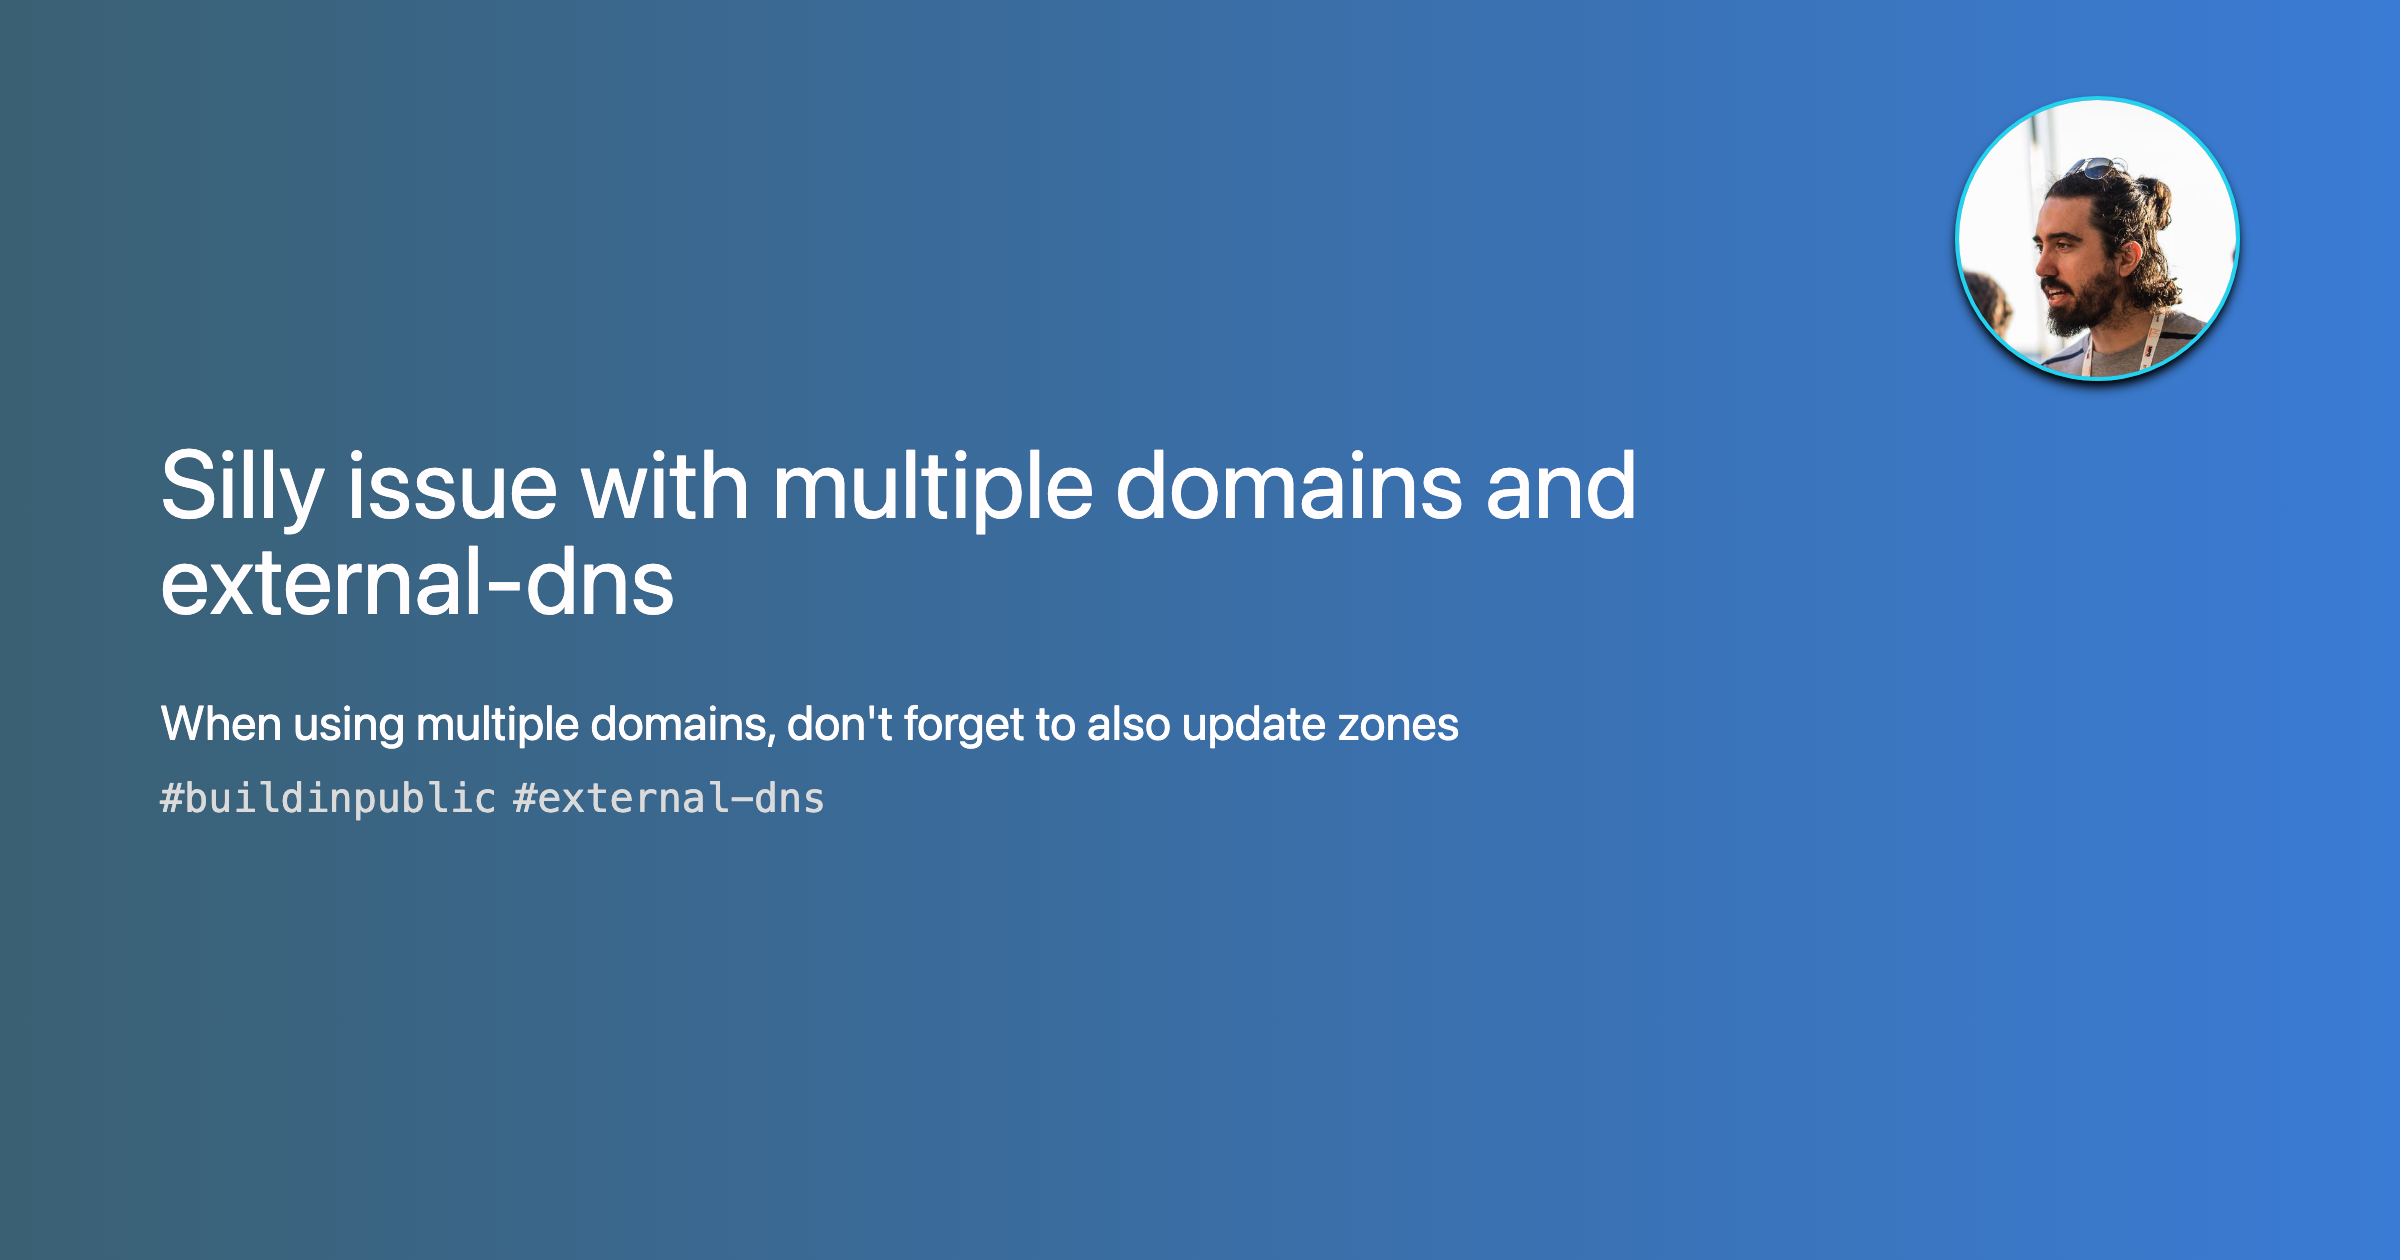 Silly issue with multiple domains and
external-dns
When using multiple domains, don't forget to also update zones
#buildinpublic #external-dns